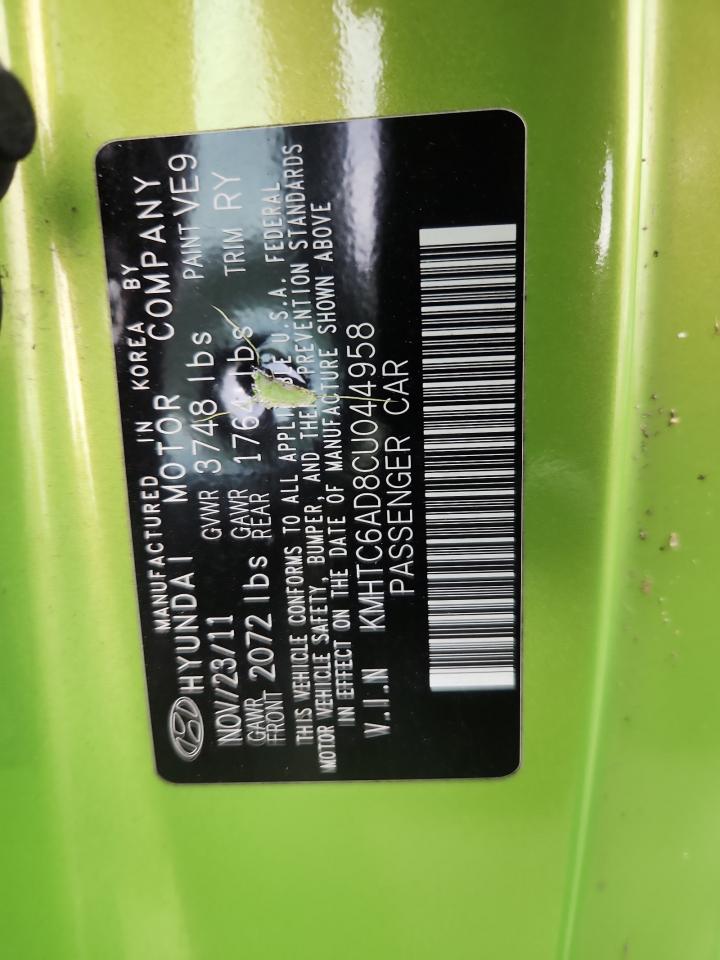 MANUFACTURED IN KOREA BY
HYUNDAI MOTOR COMPANY
NOV/23/11 GVWR 3748 lbs PAINT VE9
GAWR FRONT 2072 lbs GAWR REAR 1764 lbs TRIM RY
THIS VEHICLE CONFORMS TO ALL U.S.A. FEDERAL
MOTOR VEHICLE SAFETY, BUMPER, AND PREVENTION STANDARDS
IN EFFECT ON THE DATE OF MANUFACTURE SHOWN ABOVE
V.I.N KMHTC6AD8CU044958
PASSENGER CAR